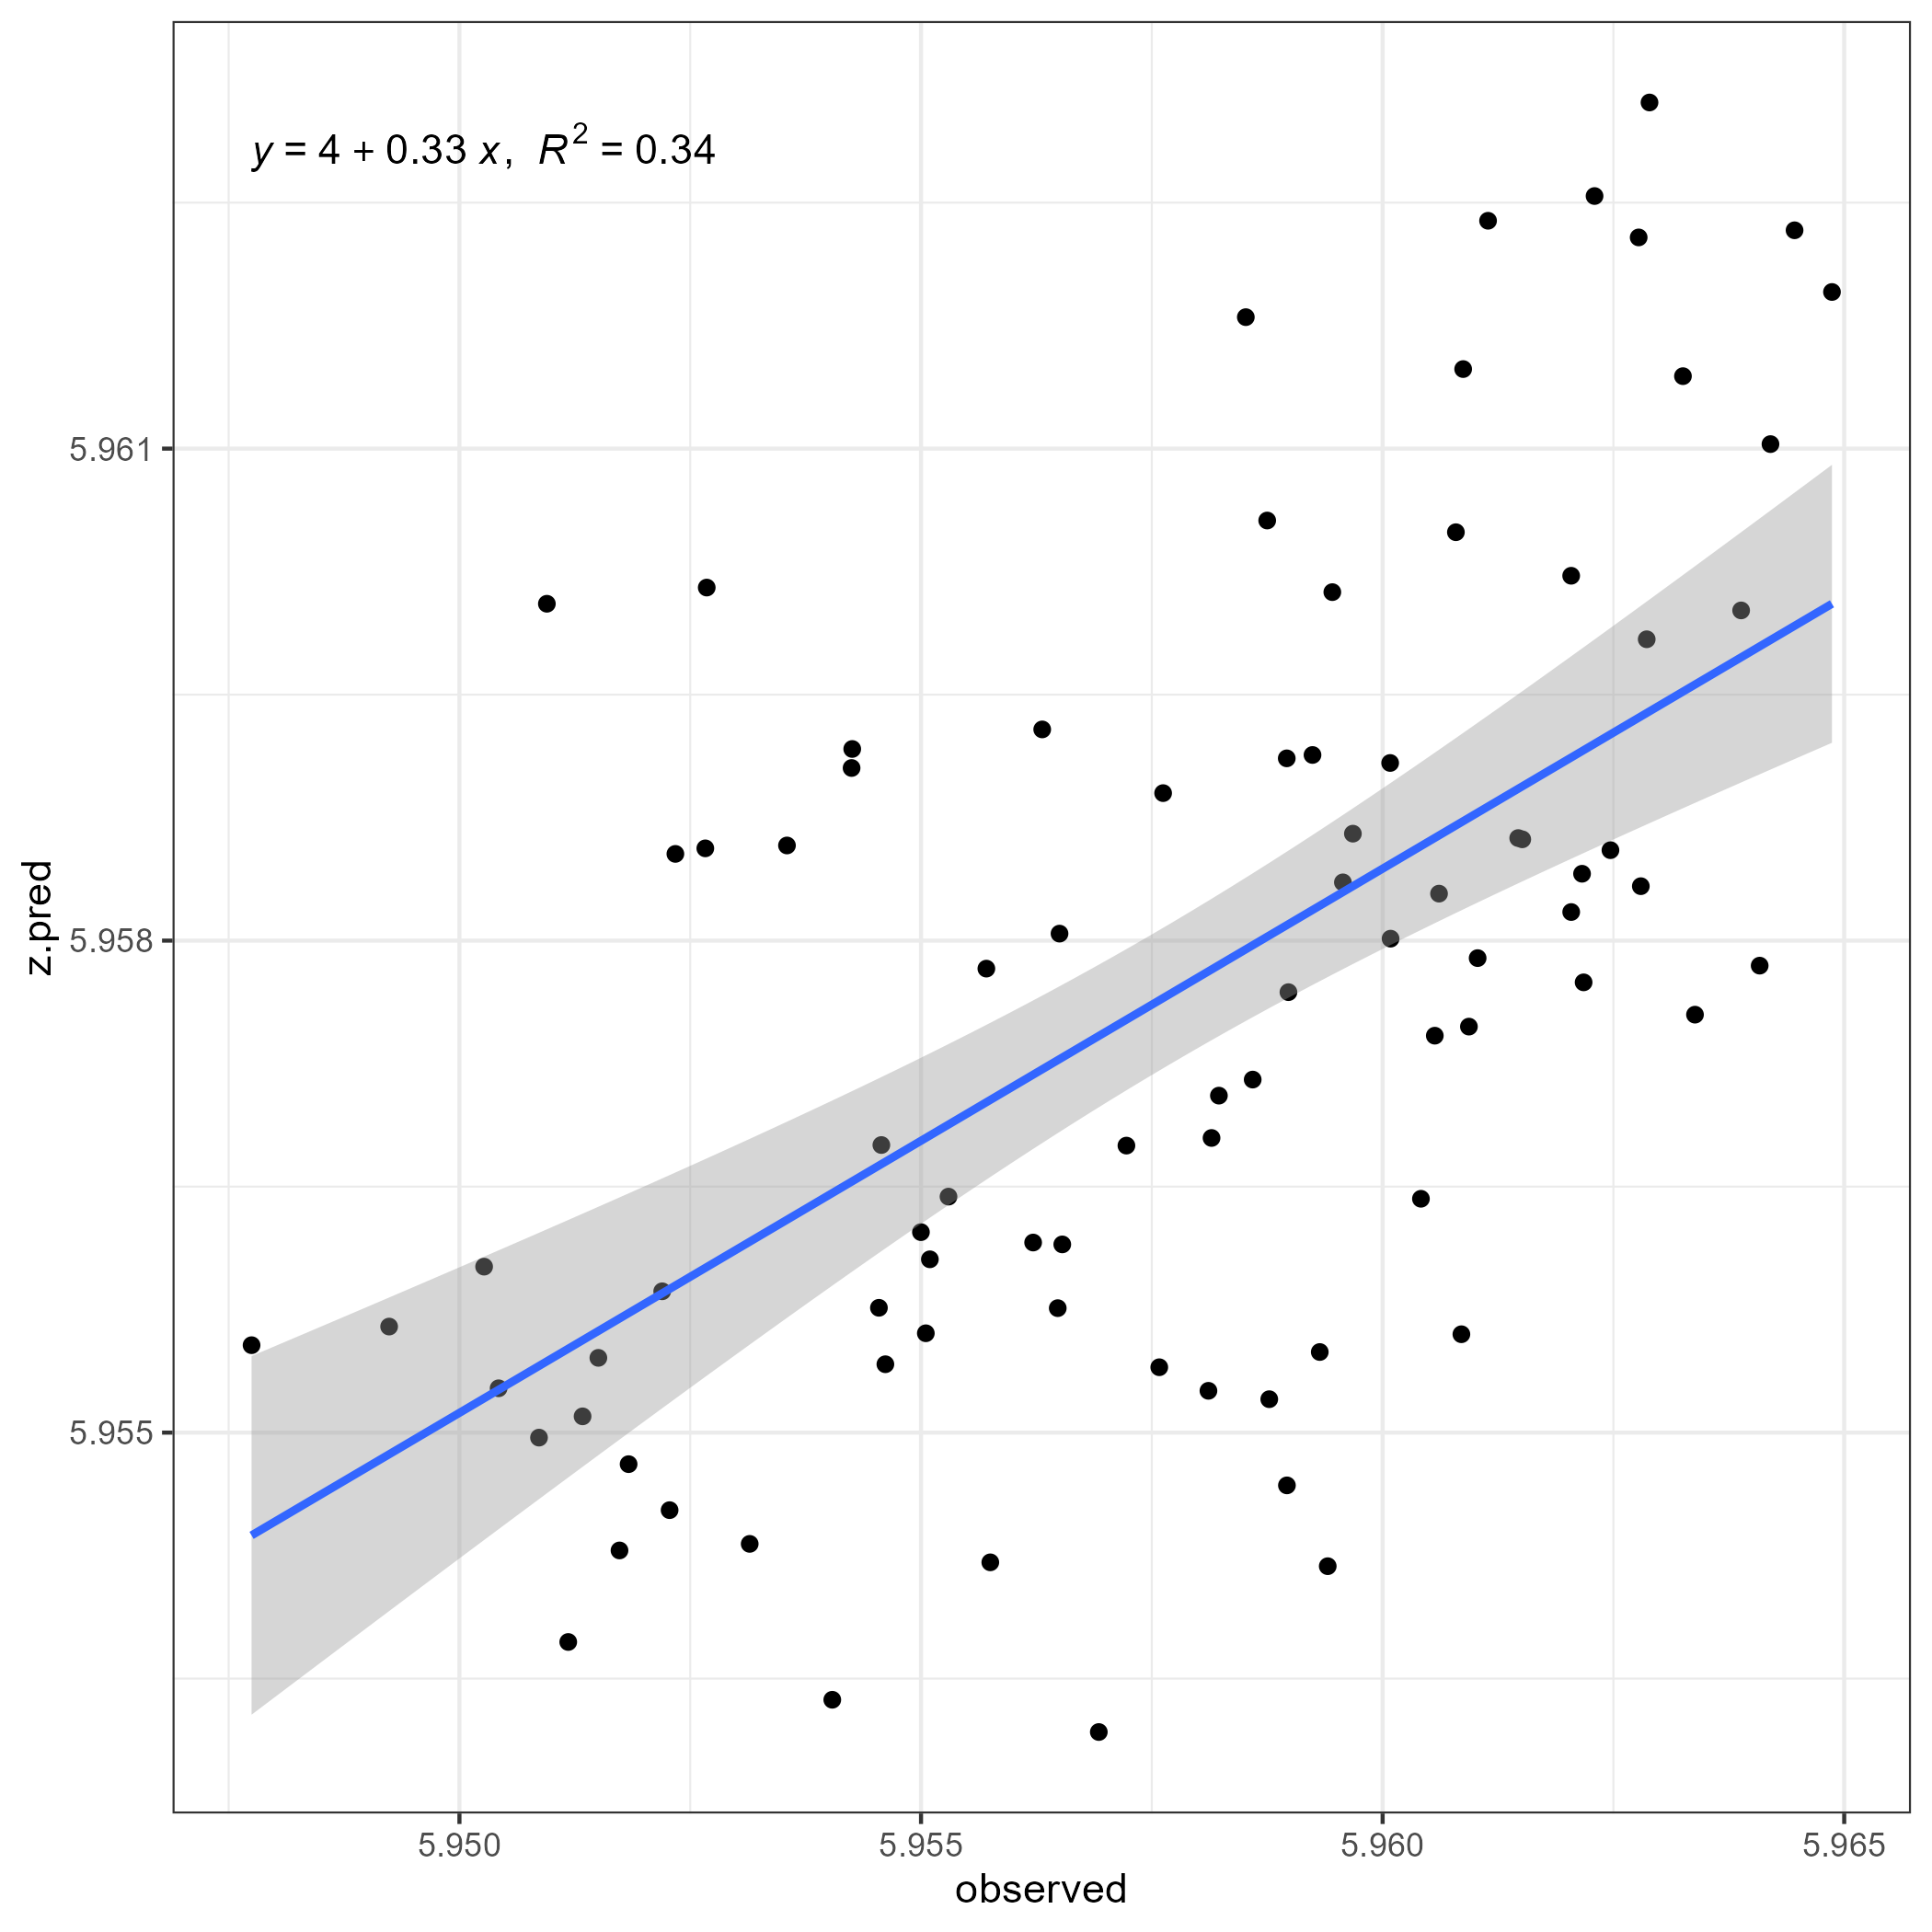 y = 4 + 0.33 x, R² = 0.34
5.961
5.958
5.955
z.pred
5.950 5.955 5.960 5.965
observed